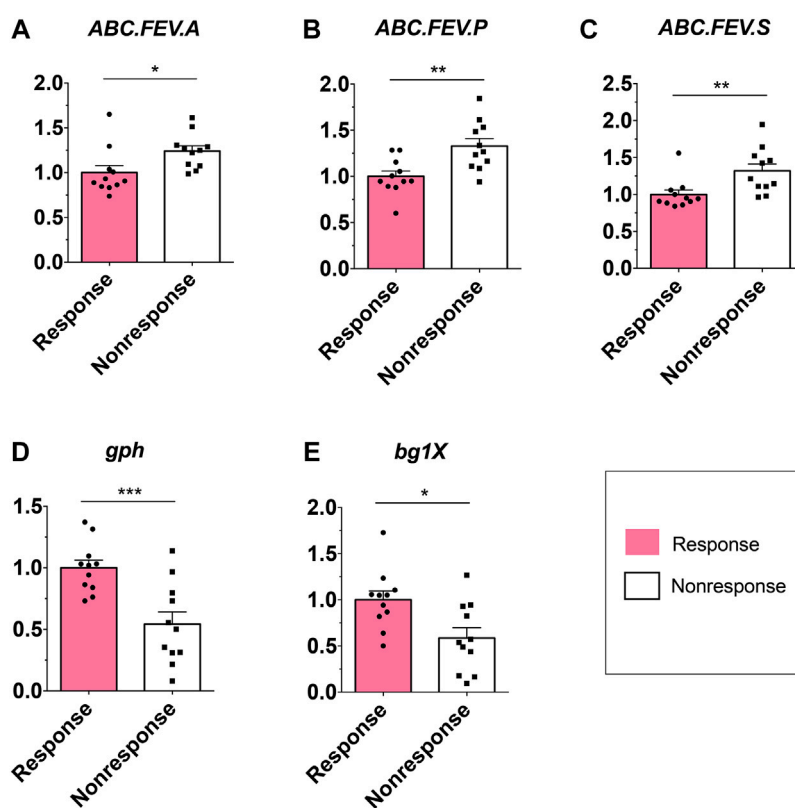 A ABC.FEV.A
*
2.0
1.5
1.0
0.5
0.0
Response
Nonresponse
B ABC.FEV.P
**
2.0
1.5
1.0
0.5
0.0
Response
Nonresponse
C ABC.FEV.S
**
2.5
2.0
1.5
1.0
0.5
0.0
Response
Nonresponse
D gph
***
1.5
1.0
0.5
0.0
Response
Nonresponse
E bg1X
*
2.0
1.5
1.0
0.5
0.0
Response
Nonresponse
Response
Nonresponse